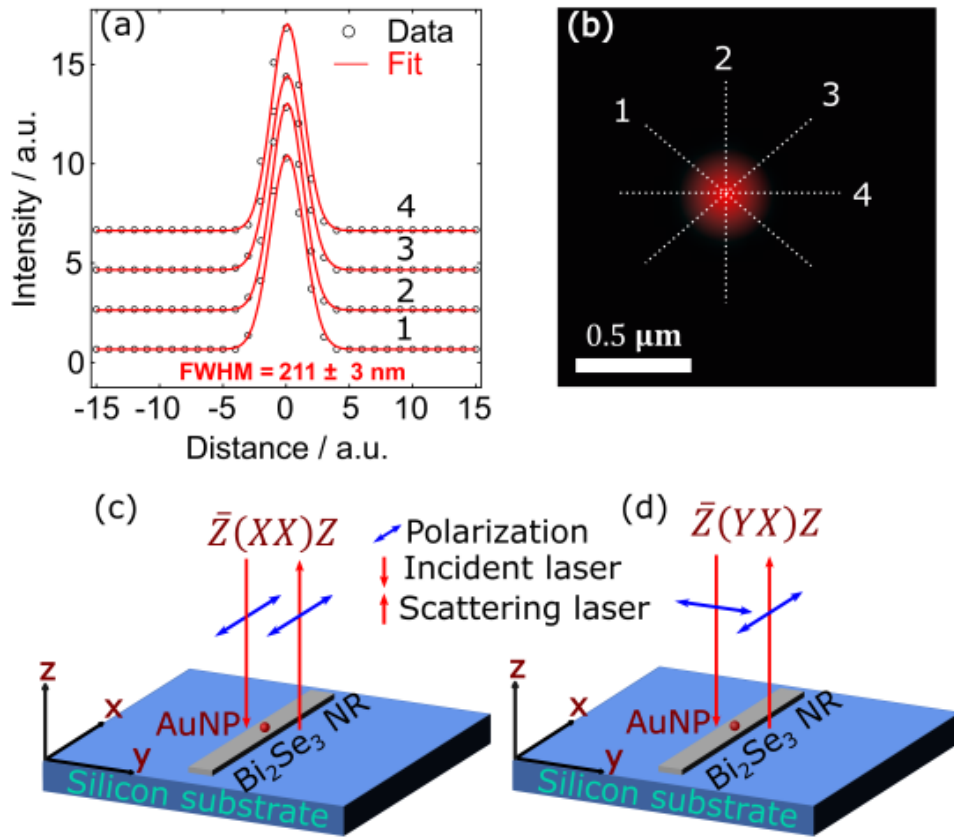 (a)
Data
Fit
Intensity / a.u.
15
10
5
0
4
3
2
1
FWHM = 211 ± 3 nm
-15 -10 -5 0 5 10 15
Distance / a.u.
(b)
1
2
3
4
0.5 μm
(c)
Z̄(XX)Z
Polarization
Incident laser
Scattering laser
z
x
y
AuNP
Bi₂Se₃ NR
Silicon substrate
(d)
Z̄(YX)Z
z
x
y
AuNP
Bi₂Se₃ NR
Silicon substrate